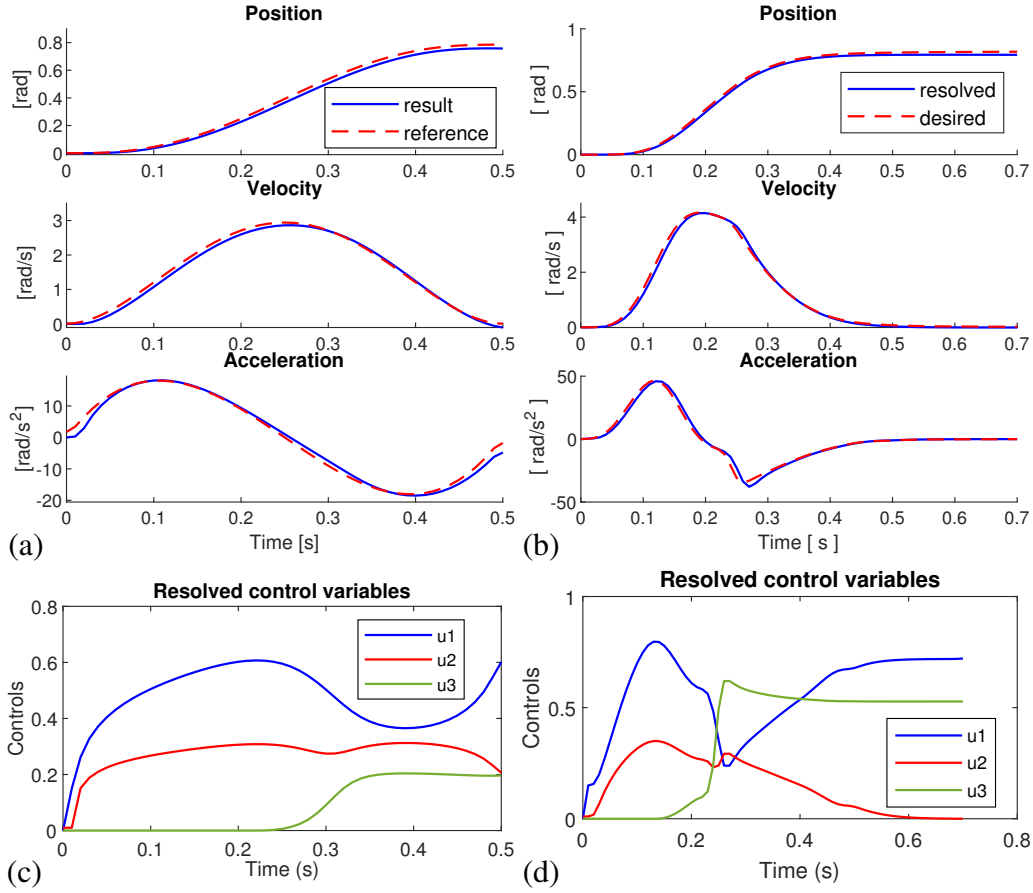 Position
0.8
0.6
0.4
0.2
0
[rad]
result
reference
0 0.1 0.2 0.3 0.4 0.5
Velocity
3
2
1
0
[rad/s]
0 0.1 0.2 0.3 0.4 0.5
Acceleration
10
0
-10
-20
[rad/s²]
0 0.1 0.2 0.3 0.4 0.5
Time [s]
(a)
Position
1
0.5
0
[ rad ]
resolved
desired
0 0.1 0.2 0.3 0.4 0.5 0.6 0.7
Velocity
4
2
0
[ rad/s ]
0 0.1 0.2 0.3 0.4 0.5 0.6 0.7
Acceleration
50
0
-50
[ rad/s² ]
0 0.1 0.2 0.3 0.4 0.5 0.6 0.7
Time [ s ]
(b)
Resolved control variables
0.8
0.6
0.4
0.2
0
Controls
u1
u2
u3
0 0.1 0.2 0.3 0.4 0.5
Time (s)
(c)
Resolved control variables
1
0.5
0
Controls
u1
u2
u3
0 0.2 0.4 0.6 0.8
Time (s)
(d)